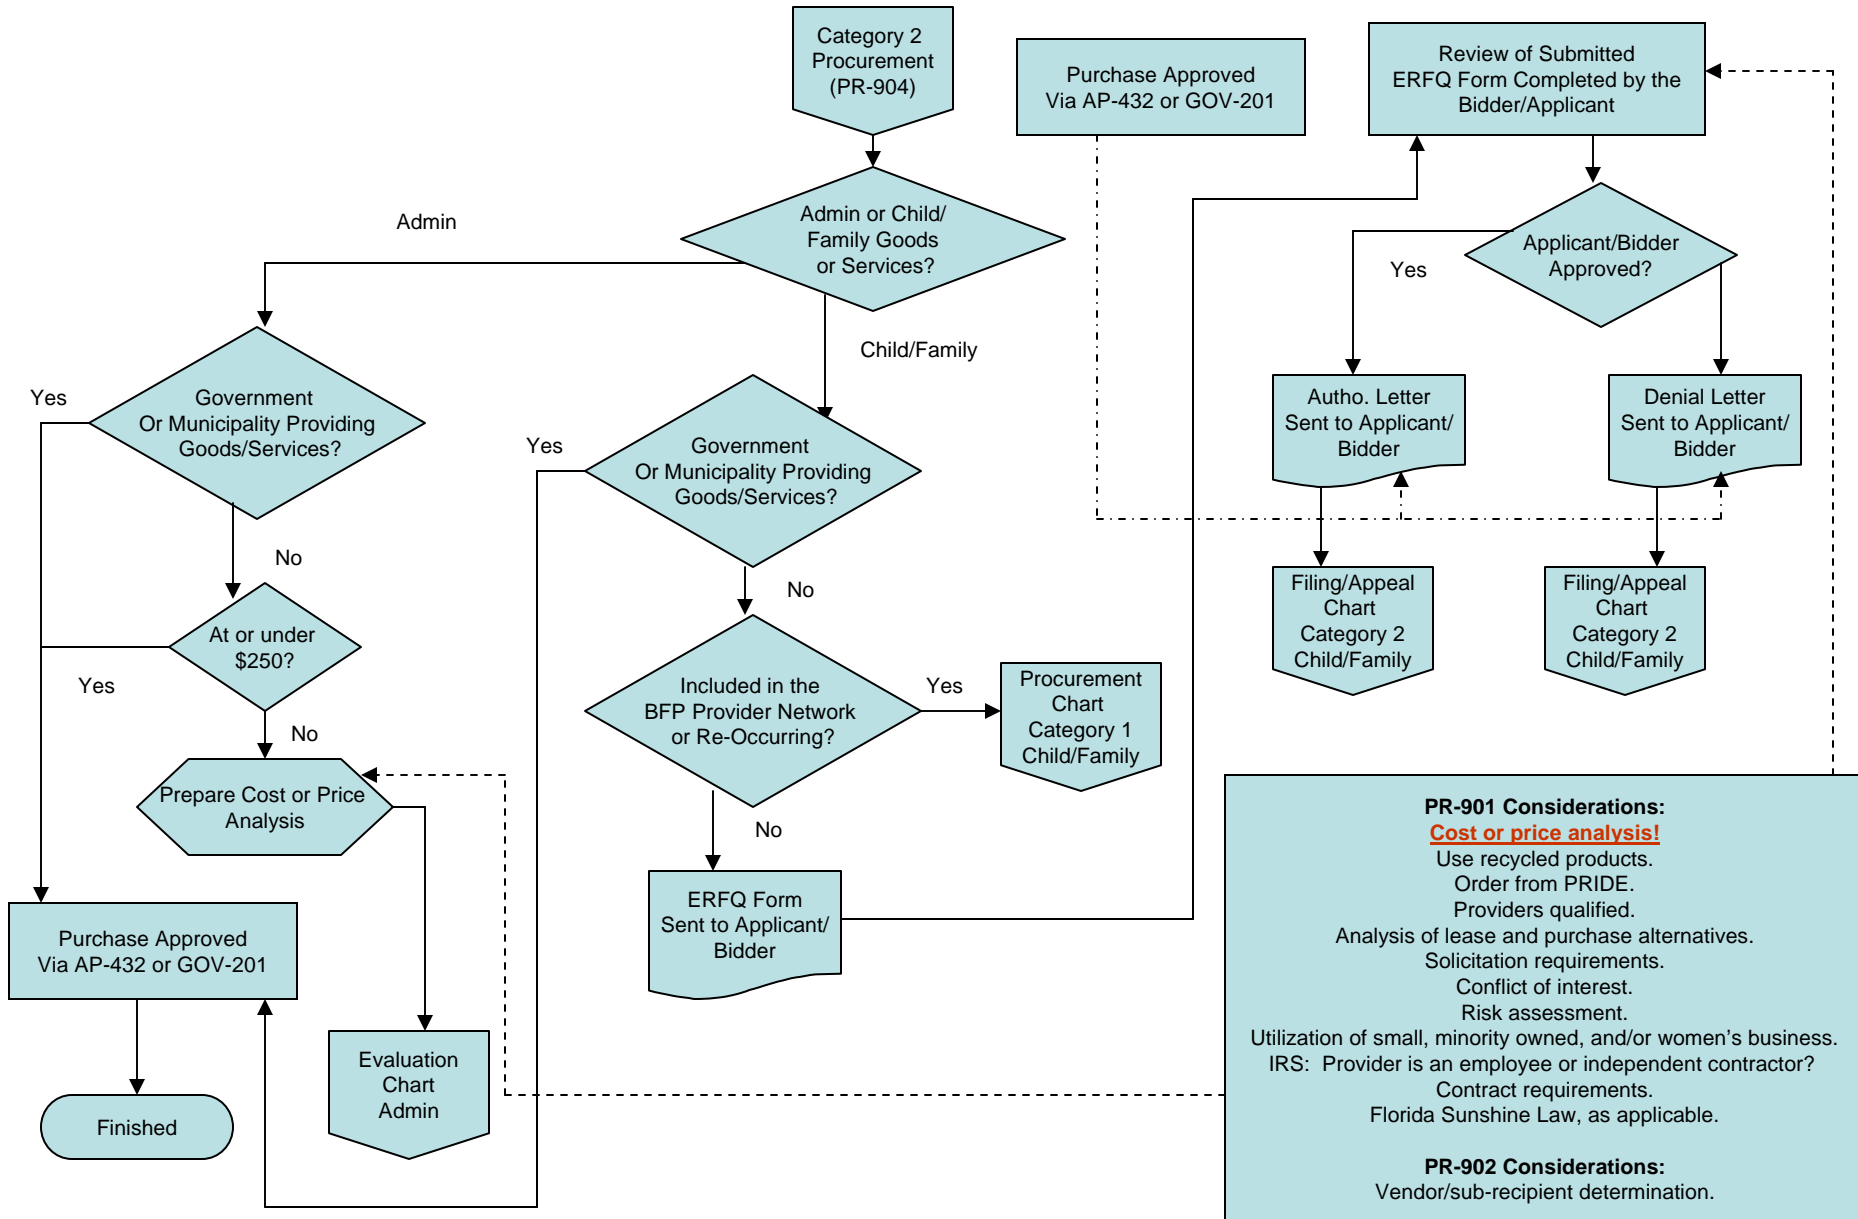 Category 2
Procurement
(PR-904)
Purchase Approved
Via AP-432 or GOV-201
Review of Submitted
ERFQ Form Completed by the
Bidder/Applicant
Admin
Admin or Child/
Family Goods
or Services?
Applicant/Bidder
Approved?
Yes
Child/Family
Yes
Government
Or Municipality Providing
Goods/Services?
Yes
Government
Or Municipality Providing
Goods/Services?
Autho. Letter
Sent to Applicant/
Bidder
Denial Letter
Sent to Applicant/
Bidder
No
No
Filing/Appeal
Chart
Category 2
Child/Family
Filing/Appeal
Chart
Category 2
Child/Family
At or under
$250?
Yes
No
Included in the
BFP Provider Network
or Re-Occurring?
Yes
Procurement
Chart
Category 1
Child/Family
Prepare Cost or Price
Analysis
No
ERFQ Form
Sent to Applicant/
Bidder
Purchase Approved
Via AP-432 or GOV-201
Evaluation
Chart
Admin
Finished
PR-901 Considerations:
Cost or price analysis!
Use recycled products.
Order from PRIDE.
Providers qualified.
Analysis of lease and purchase alternatives.
Solicitation requirements.
Conflict of interest.
Risk assessment.
Utilization of small, minority owned, and/or women’s business.
IRS:  Provider is an employee or independent contractor?
Contract requirements.
Florida Sunshine Law, as applicable.
PR-902 Considerations:
Vendor/sub-recipient determination.